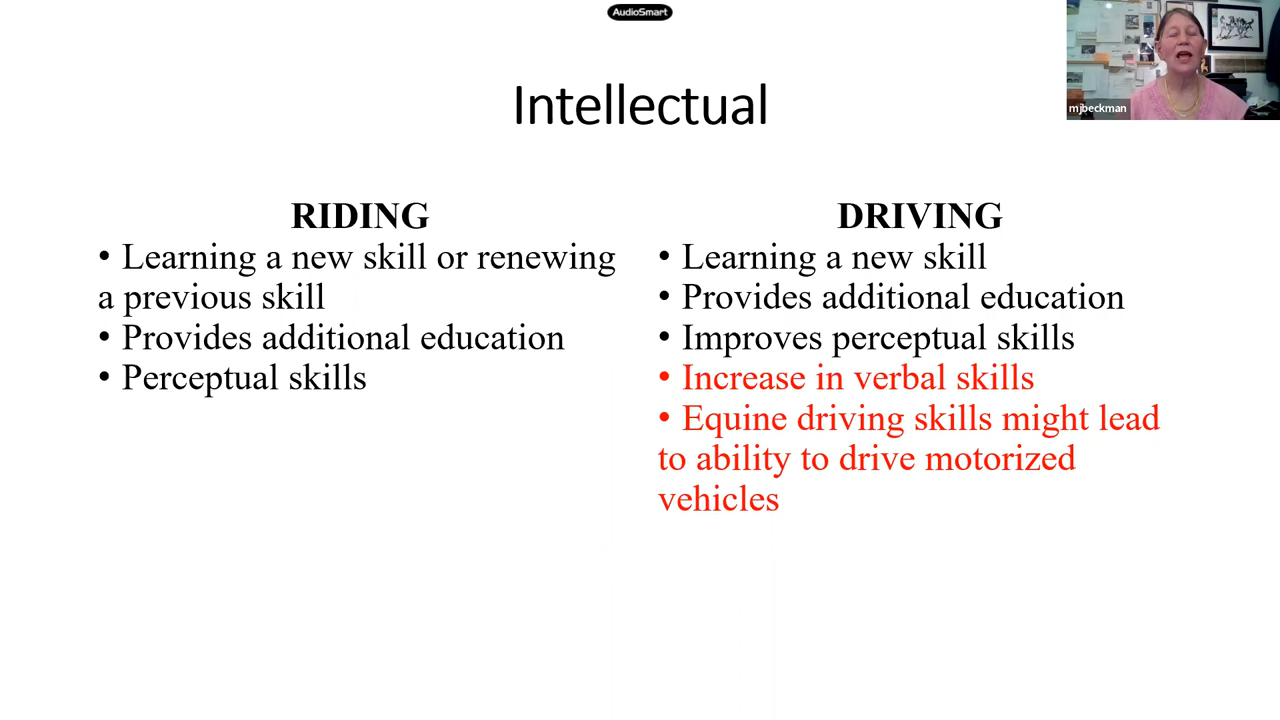 AudioSmart
mjbeckman
Intellectual
RIDING
• Learning a new skill or renewing
a previous skill
• Provides additional education
• Perceptual skills
DRIVING
• Learning a new skill
• Provides additional education
• Improves perceptual skills
• Increase in verbal skills
• Equine driving skills might lead
to ability to drive motorized
vehicles